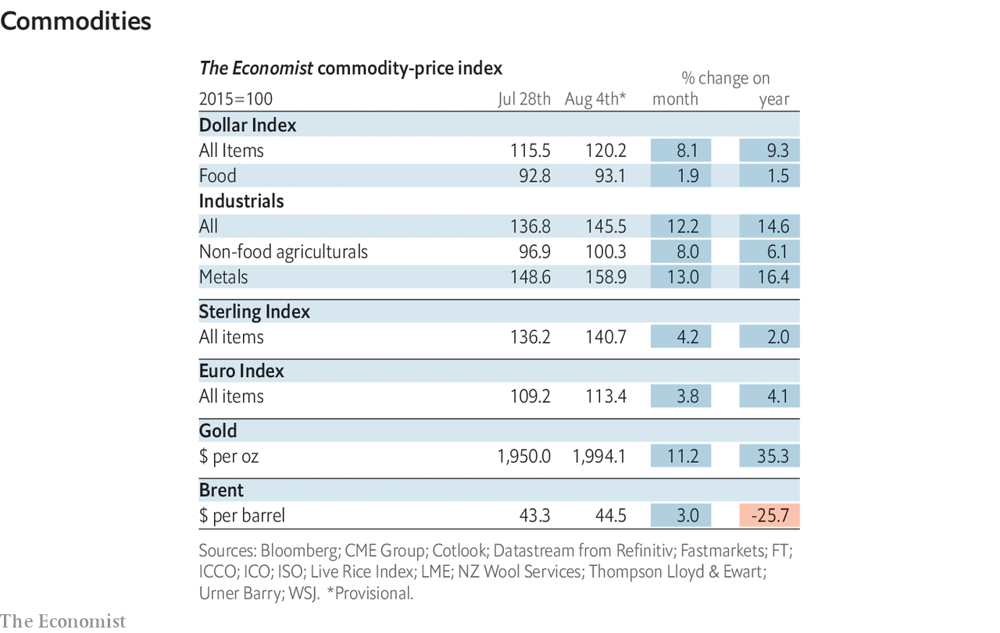 Commodities
The Economist commodity-price index
% change on
2015=100 Jul 28th Aug 4th* month year
Dollar Index
All Items 115.5 120.2 8.1 9.3
Food 92.8 93.1 1.9 1.5
Industrials
All 136.8 145.5 12.2 14.6
Non-food agriculturals 96.9 100.3 8.0 6.1
Metals 148.6 158.9 13.0 16.4
Sterling Index
All items 136.2 140.7 4.2 2.0
Euro Index
All items 109.2 113.4 3.8 4.1
Gold
$ per oz 1,950.0 1,994.1 11.2 35.3
Brent
$ per barrel 43.3 44.5 3.0 -25.7
Sources: Bloomberg; CME Group; Cotlook; Datastream from Refinitiv; Fastmarkets; FT;
ICCO; ICO; ISO; Live Rice Index; LME; NZ Wool Services; Thompson Lloyd & Ewart;
Urner Barry; WSJ. *Provisional.
The Economist